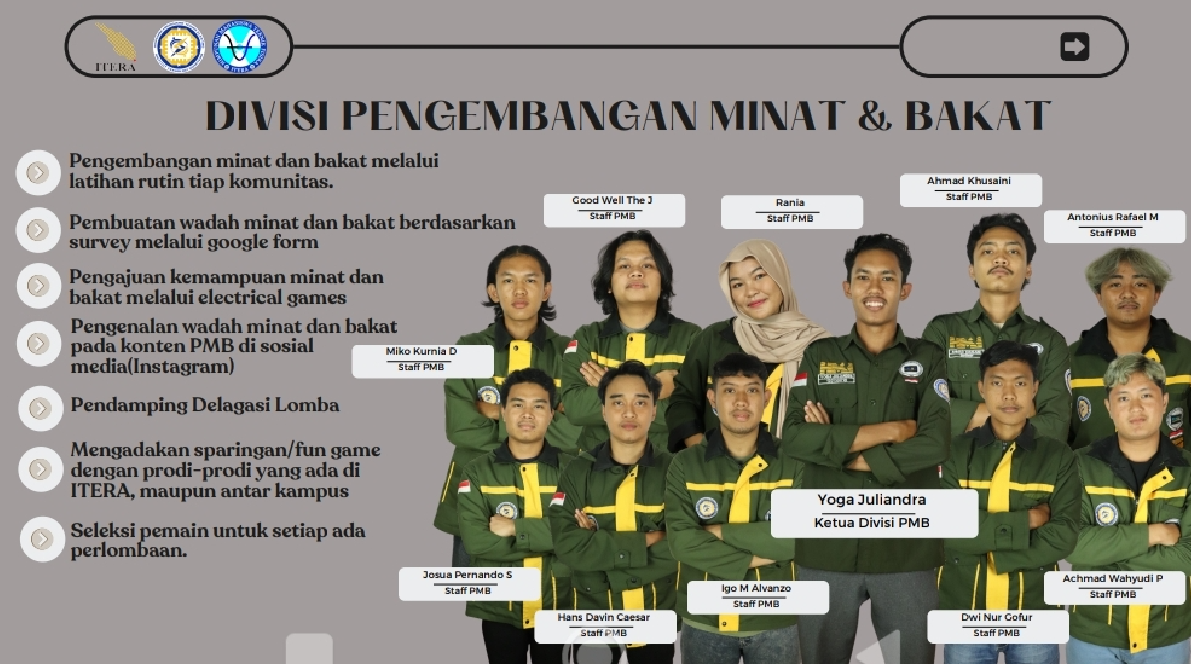 ITERA
DIVISI PENGEMBANGAN MINAT & BAKAT
Pengembangan minat dan bakat melalui
latihan rutin tiap komunitas.
Pembuatan wadah minat dan bakat berdasarkan
survey melalui google form
Pengajuan kemampuan minat dan
bakat melalui electrical games
Pengenalan wadah minat dan bakat
pada konten PMB di sosial
media(Instagram)
Pendamping Delagasi Lomba
Mengadakan sparingan/fun game
dengan prodi-prodi yang ada di
ITERA, maupun antar kampus
Seleksi pemain untuk setiap ada
perlombaan.
Good Well The J
Staff PMB
Rania
Staff PMB
Ahmad Khusaini
Staff PMB
Antonius Rafael M
Staff PMB
Miko Kurnia D
Staff PMB
Yoga Juliandra
Ketua Divisi PMB
Josua Pernando S
Staff PMB
Hans Davin Caesar
Staff PMB
Igo M Alvanzo
Staff PMB
Dwi Nur Gofur
Staff PMB
Achmad Wahyudi P
Staff PMB